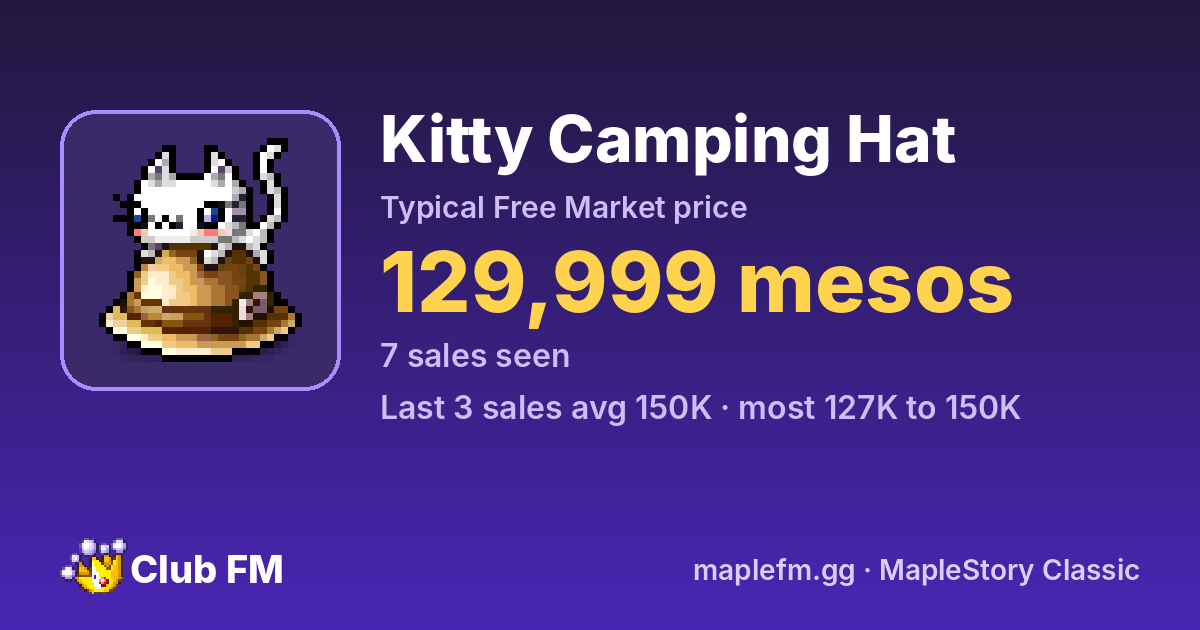 Kitty Camping Hat
Typical Free Market price
129,999 mesos
7 sales seen
Last 3 sales avg 150K · most 127K to 150K
Club FM
maplefm.gg · MapleStory Classic